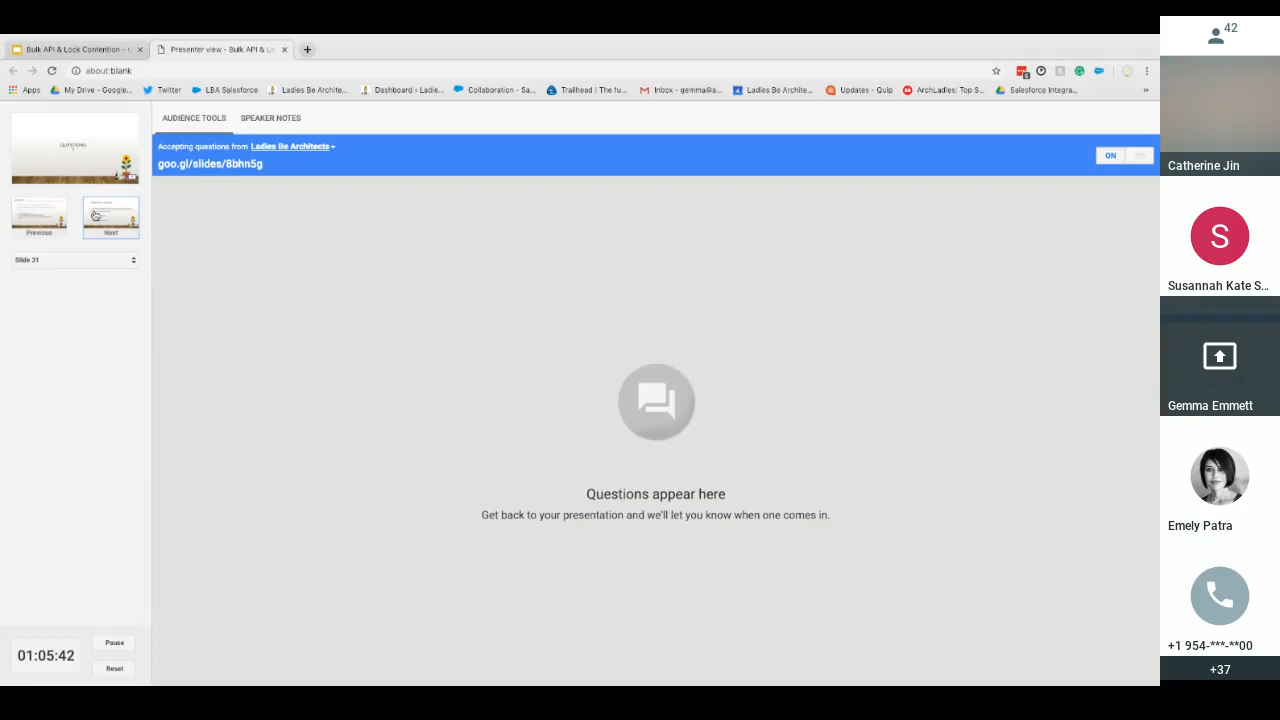 Bulk API & Lock Contention -
Presenter view - Bulk API & Lo
about:blank
Apps
My Drive - Google...
Twitter
LBA Salesforce
Ladies Be Archite...
Dashboard ‹ Ladie...
Collaboration - Sa...
Trailhead | The fu...
Inbox - gemma@a...
Ladies Be Archite...
Updates - Quip
ArchLadies: Top S...
Salesforce Integra...
»
AUDIENCE TOOLS
SPEAKER NOTES
Accepting questions from Ladies Be Architects
goo.gl/slides/8bhn5g
ON
QUESTIONS
Previous
Next
Slide 31
Questions appear here
Get back to your presentation and we'll let you know when one comes in.
01:05:42
Pause
Reset
42
Catherine Jin
S
Susannah Kate S...
Gemma Emmett
Emely Patra
+1 954-***-**00
+37